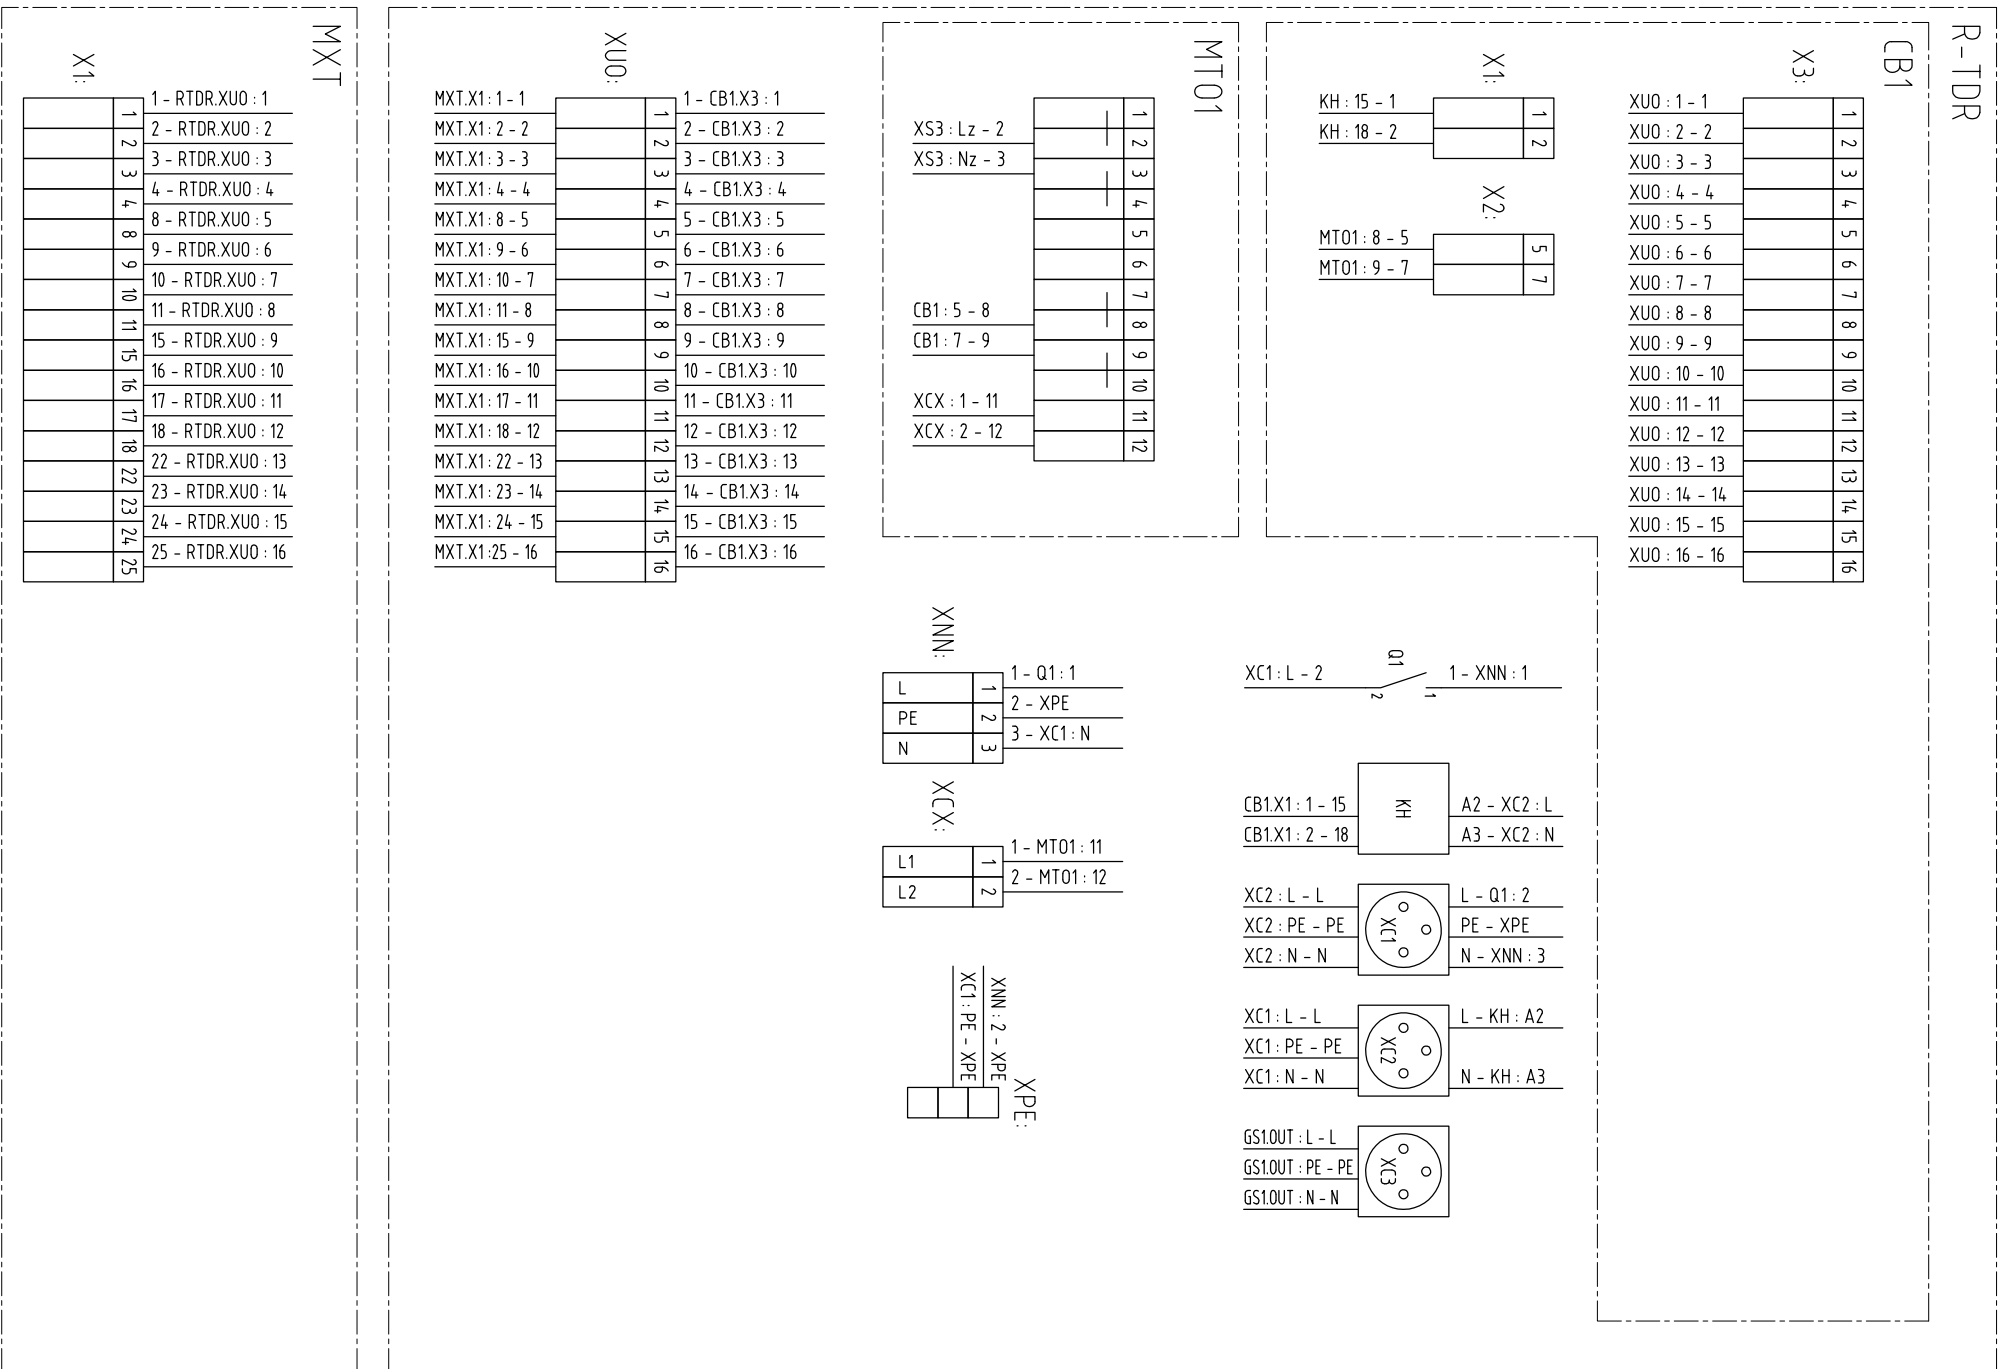 MXT
X1:
1 - RTDR.XU0 : 1
1
2 - RTDR.XU0 : 2
2
3 - RTDR.XU0 : 3
3
4 - RTDR.XU0 : 4
4
8 - RTDR.XU0 : 5
8
9 - RTDR.XU0 : 6
9
10 - RTDR.XU0 : 7
10
11 - RTDR.XU0 : 8
11
15 - RTDR.XU0 : 9
15
16 - RTDR.XU0 : 10
16
17 - RTDR.XU0 : 11
17
18 - RTDR.XU0 : 12
18
22 - RTDR.XU0 : 13
22
23 - RTDR.XU0 : 14
23
24 - RTDR.XU0 : 15
24
25 - RTDR.XU0 : 16
25
R-TDR
XU0:
MXT.X1 : 1 - 1
1
1 - CB1.X3 : 1
MXT.X1 : 2 - 2
2
2 - CB1.X3 : 2
MXT.X1 : 3 - 3
3
3 - CB1.X3 : 3
MXT.X1 : 4 - 4
4
4 - CB1.X3 : 4
MXT.X1 : 8 - 5
5
5 - CB1.X3 : 5
MXT.X1 : 9 - 6
6
6 - CB1.X3 : 6
MXT.X1 : 10 - 7
7
7 - CB1.X3 : 7
MXT.X1 : 11 - 8
8
8 - CB1.X3 : 8
MXT.X1 : 15 - 9
9
9 - CB1.X3 : 9
MXT.X1 : 16 - 10
10
10 - CB1.X3 : 10
MXT.X1 : 17 - 11
11
11 - CB1.X3 : 11
MXT.X1 : 18 - 12
12
12 - CB1.X3 : 12
MXT.X1 : 22 - 13
13
13 - CB1.X3 : 13
MXT.X1 : 23 - 14
14
14 - CB1.X3 : 14
MXT.X1 : 24 - 15
15
15 - CB1.X3 : 15
MXT.X1 :25 - 16
16
16 - CB1.X3 : 16
MT01
1
XS3 : Lz - 2
2
XS3 : Nz - 3
3
4
5
6
7
CB1 : 5 - 8
8
CB1 : 7 - 9
9
10
XCX : 1 - 11
11
XCX : 2 - 12
12
CB1
X1:
KH : 15 - 1
1
KH : 18 - 2
2
X2:
MT01 : 8 - 5
5
MT01 : 9 - 7
7
X3:
XU0 : 1 - 1
1
XU0 : 2 - 2
2
XU0 : 3 - 3
3
XU0 : 4 - 4
4
XU0 : 5 - 5
5
XU0 : 6 - 6
6
XU0 : 7 - 7
7
XU0 : 8 - 8
8
XU0 : 9 - 9
9
XU0 : 10 - 10
10
XU0 : 11 - 11
11
XU0 : 12 - 12
12
XU0 : 13 - 13
13
XU0 : 14 - 14
14
XU0 : 15 - 15
15
XU0 : 16 - 16
16
XNN:
L
1
1 - Q1 : 1
PE
2
2 - XPE
N
3
3 - XC1 : N
XCX:
L1
1
1 - MT01 : 11
L2
2
2 - MT01 : 12
XPE:
XNN : 2 - XPE
XC1 : PE - XPE
Q1
XC1 : L - 2
2
1
1 - XNN : 1
KH
CB1.X1 : 1 - 15
A2 - XC2 : L
CB1.X1 : 2 - 18
A3 - XC2 : N
XC1
XC2 : L - L
L - Q1 : 2
XC2 : PE - PE
PE - XPE
XC2 : N - N
N - XNN : 3
XC2
XC1 : L - L
L - KH : A2
XC1 : PE - PE
XC1 : N - N
N - KH : A3
XC3
GS1.OUT : L - L
GS1.OUT : PE - PE
GS1.OUT : N - N